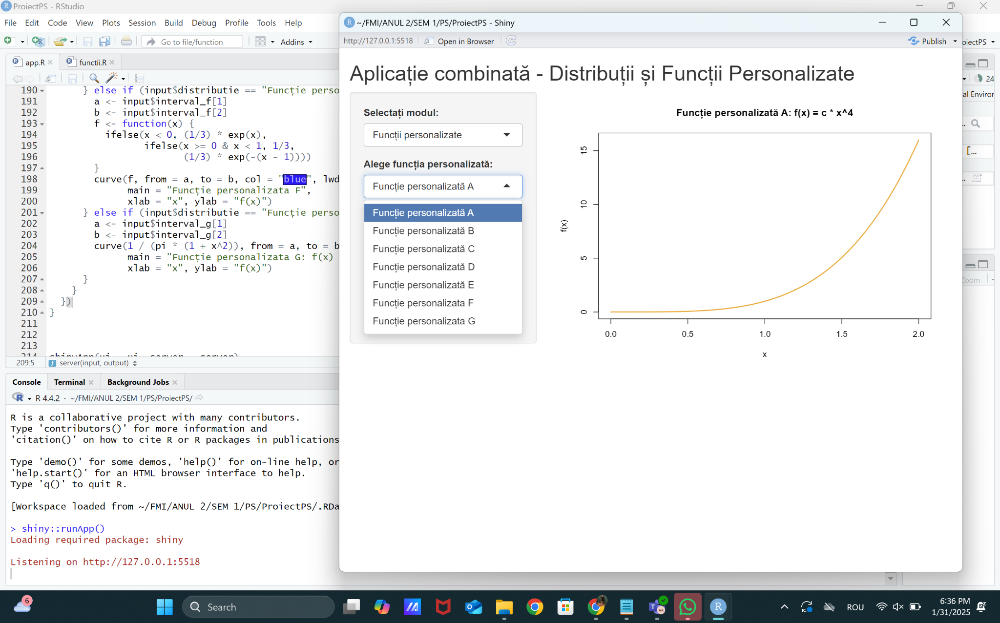 ProiectPS - RStudio
File Edit Code View Plots Session Build Debug Profile Tools Help
Go to file/function
Addins
app.R
functii.R
190 } else if (input$distributie == "Funcție perso
191 a <- input$interval_f[1]
192 b <- input$interval_f[2]
193 f <- function(x) {
194 ifelse(x < 0, (1/3) * exp(x),
195 ifelse(x >= 0 & x < 1, 1/3,
196 (1/3) * exp(-(x - 1))))
197 }
198 curve(f, from = a, to = b, col = "blue", lwd
199 main = "Funcție personalizata F",
200 xlab = "x", ylab = "f(x)")
201 } else if (input$distributie == "Funcție perso
202 a <- input$interval_g[1]
203 b <- input$interval_g[2]
204 curve(1 / (pi * (1 + x^2)), from = a, to = b
205 main = "Funcție personalizata G: f(x)
206 xlab = "x", ylab = "f(x)")
207 }
208 }
209 })
210 }
211
212
213
214 shinyApp(ui = ui, server = server)
209:5 server(input, output)
Console Terminal Background Jobs
R 4.4.2 · ~/FMI/ANUL 2/SEM 1/PS/ProiectPS/
R is a collaborative project with many contributors.
Type 'contributors()' for more information and
'citation()' on how to cite R or R packages in publications
Type 'demo()' for some demos, 'help()' for on-line help, or
'help.start()' for an HTML browser interface to help.
Type 'q()' to quit R.
[Workspace loaded from ~/FMI/ANUL 2/SEM 1/PS/ProiectPS/.RDa
> shiny::runApp()
Loading required package: shiny
Listening on http://127.0.0.1:5518
~/FMI/ANUL 2/SEM 1/PS/ProiectPS - Shiny
http://127.0.0.1:5518 Open in Browser
Publish
Aplicație combinată - Distribuții și Funcții Personalizate
Selectați modul:
Funcții personalizate
Alege funcția personalizată:
Funcție personalizată A
Funcție personalizată A
Funcție personalizată B
Funcție personalizată C
Funcție personalizată D
Funcție personalizată E
Funcție personalizata F
Funcție personalizata G
Funcție personalizată A: f(x) = c * x^4
15
10
5
0
f(x)
0.0 0.5 1.0 1.5 2.0
x
oiectPS
24
al Enviror
[...
Zoom
6
Search
ROU
6:36 PM
1/31/2025